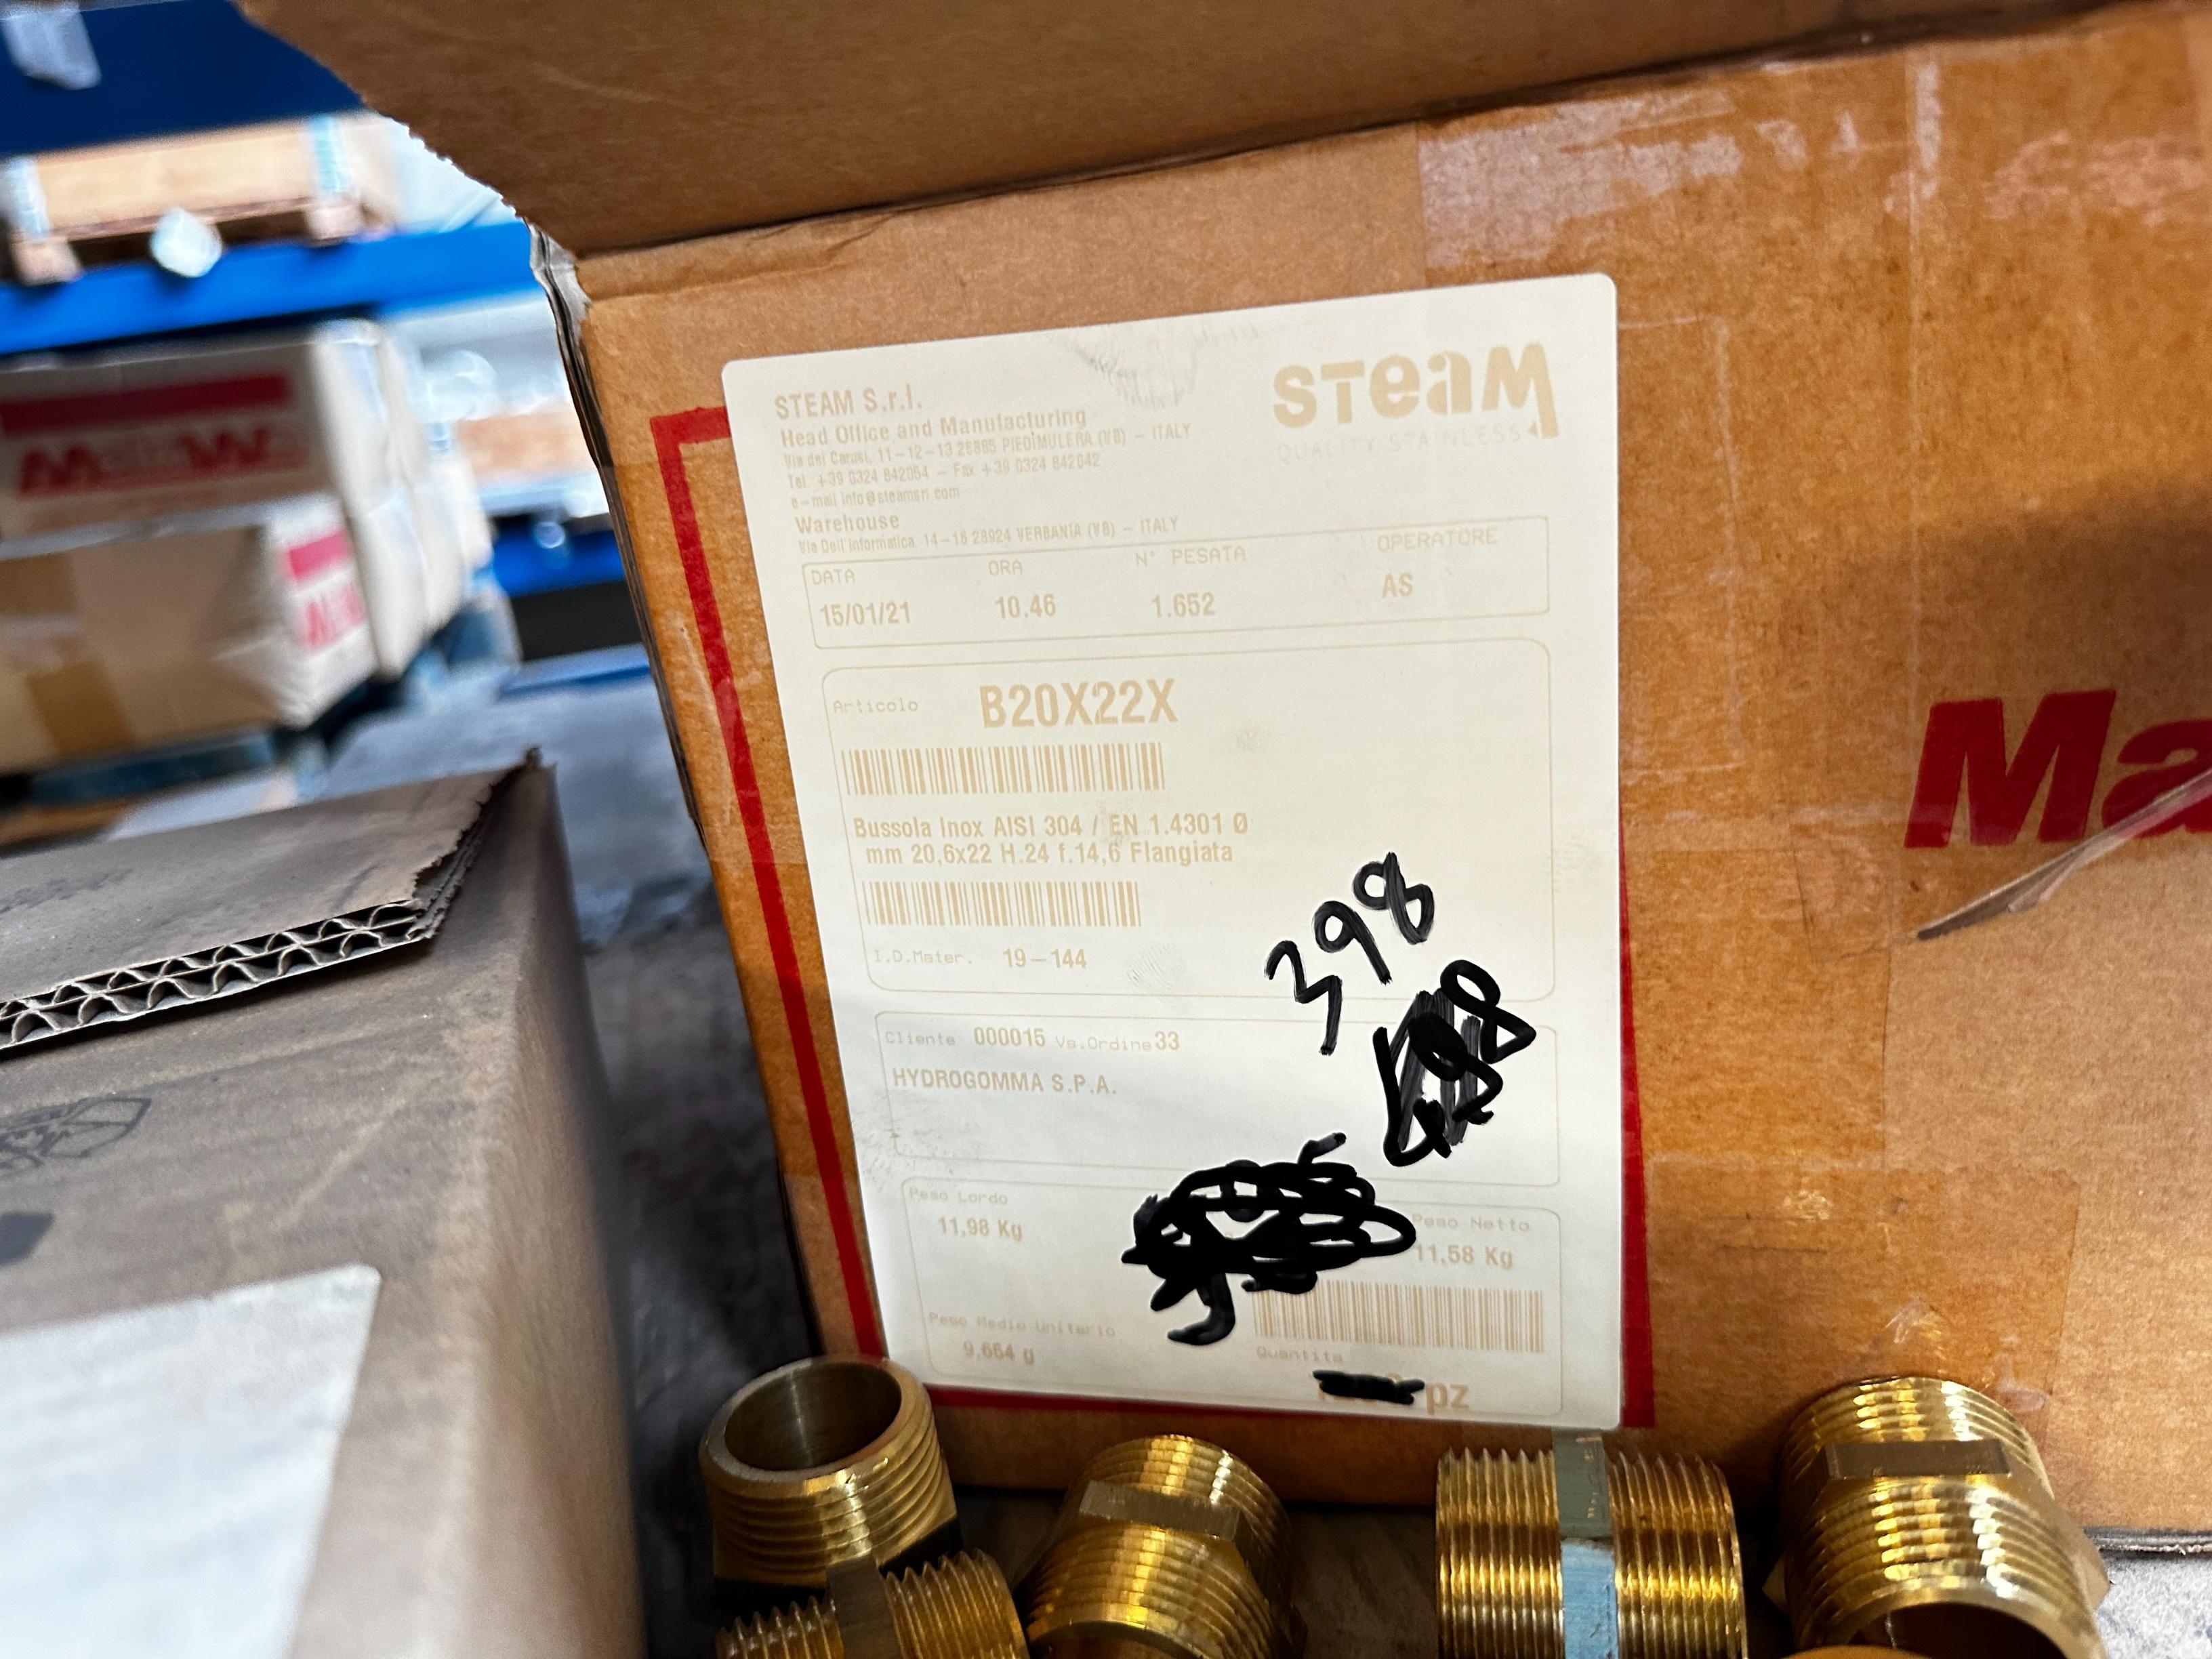 STEAM S.r.l.
Head Office and Manufacturing
Via dei Carusi, 11-12-13 28885 PIEDIMULERA (VB) - ITALY
Tel. +39 0324 842054 - Fax +39 0324 842042
e-mail info@steamsrl.com
Warehouse
Via Dell'Informatica 14-16 28924 VERBANIA (VB) - ITALY
STEAM
QUALITY STAINLESS
DATA ORA N° PESATA OPERATORE
15/01/21 10.46 1.652 AS
Articolo B20X22X
Bussola Inox AISI 304 / EN 1.4301 Ø
mm 20,6x22 H.24 f.14,6 Flangiata
I.D.Mater. 19-144
398
498
Cliente 000015 Vs.Ordine 33
HYDROGOMMA S.P.A.
Peso Lordo
11,98 Kg
Peso Netto
11,58 Kg
Peso Medio Unitario
9,654 g
Quantita
pz
Ma